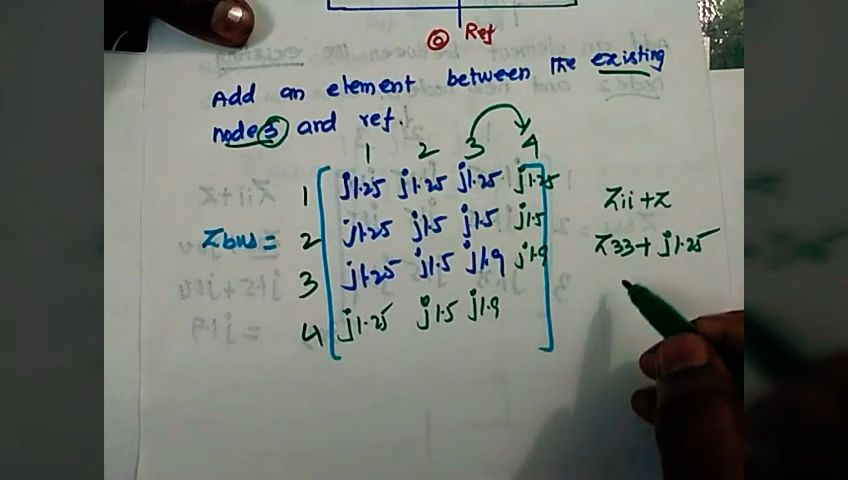 ⓪ Ref
Add an element between the existing
node 3 and ref.
1 2 3 4
1 j1.25 j1.25 j1.25 j1.25
Zbus = 2 j1.25 j1.5 j1.5 j1.5
3 j1.25 j1.5 j1.9 j1.9
4 j1.25 j1.5 j1.9
Zii + Z
Z33 + j1.25